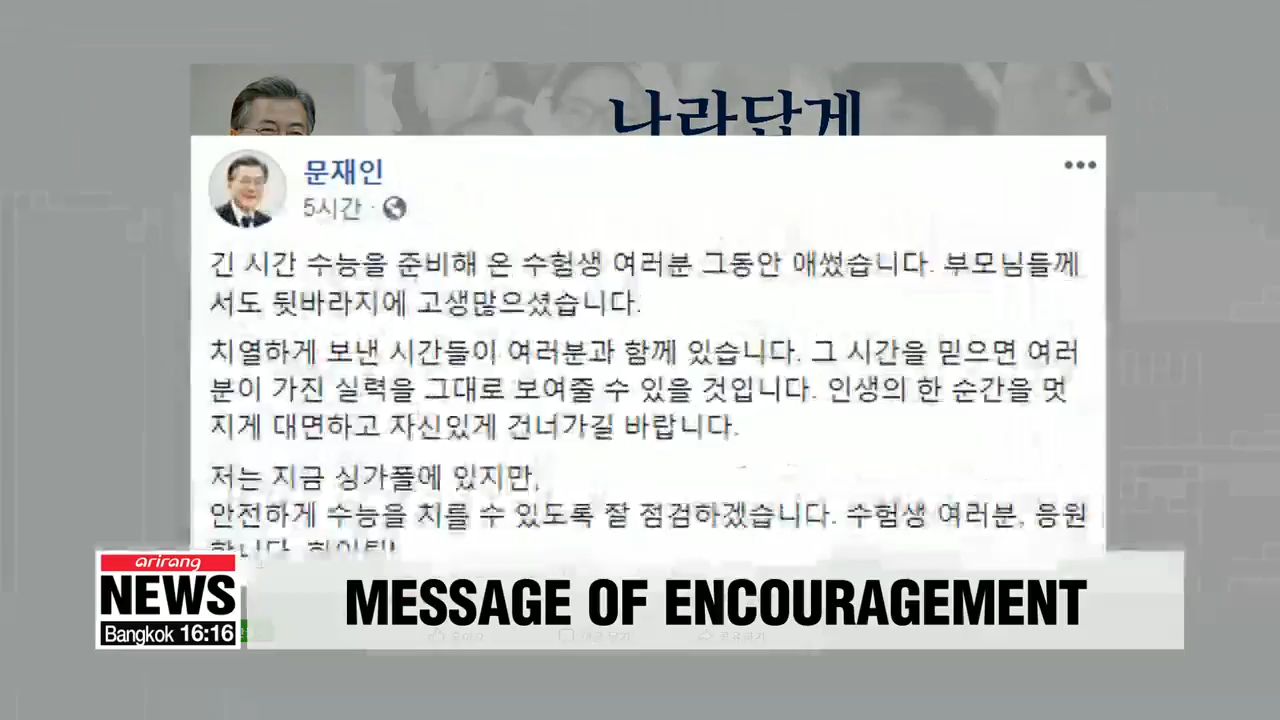 나라답게
문재인
5시간
긴 시간 수능을 준비해 온 수험생 여러분 그동안 애썼습니다. 부모님들께
서도 뒷바라지에 고생많으셨습니다.
치열하게 보낸 시간들이 여러분과 함께 있습니다. 그 시간을 믿으면 여러
분이 가진 실력을 그대로 보여줄 수 있을 것입니다. 인생의 한 순간을 멋
지게 대면하고 자신있게 건너가길 바랍니다.
저는 지금 싱가폴에 있지만,
안전하게 수능을 치를 수 있도록 잘 점검하겠습니다. 수험생 여러분, 응원
합니다. 화이팅!
arirang
NEWS
Bangkok 16:16
MESSAGE OF ENCOURAGEMENT